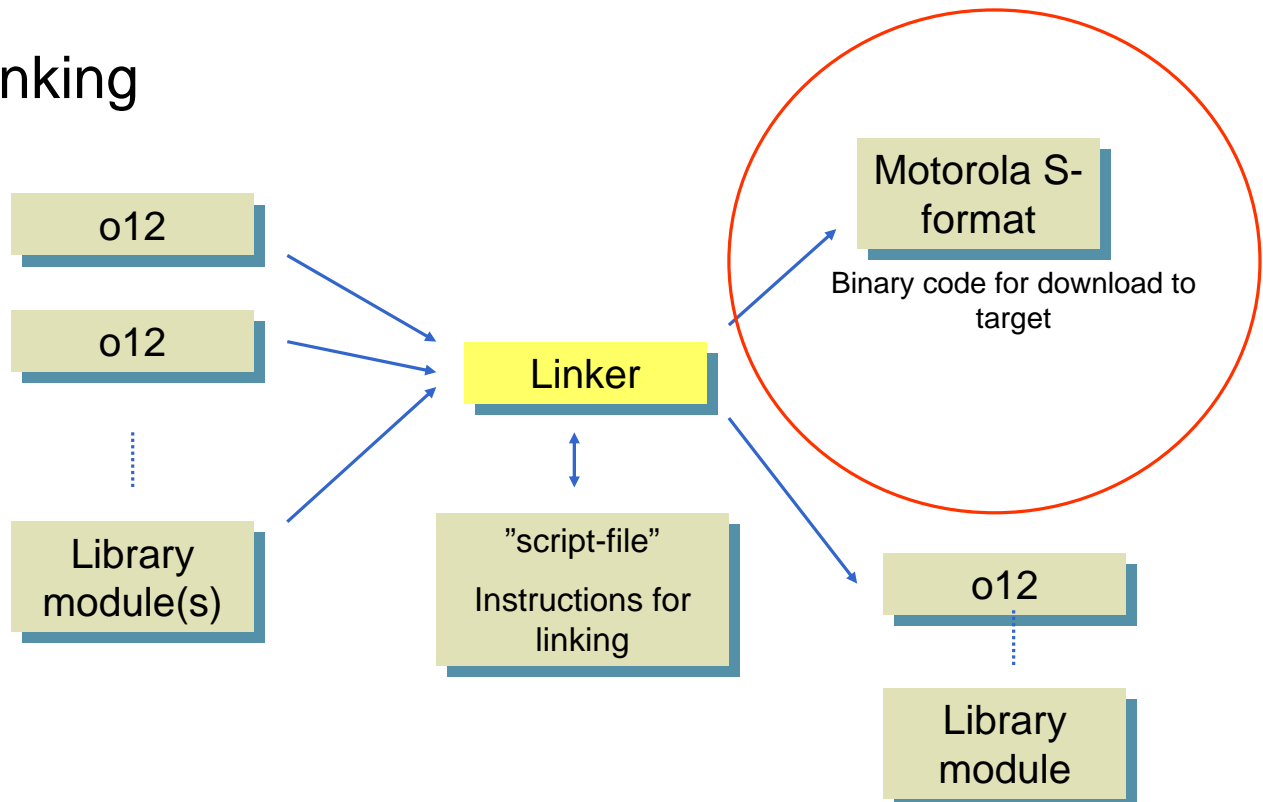 nking
o12
o12
Library
module(s)
Linker
”script-file”
Instructions for
linking
Motorola S-
format
Binary code for download to
target
o12
Library
module